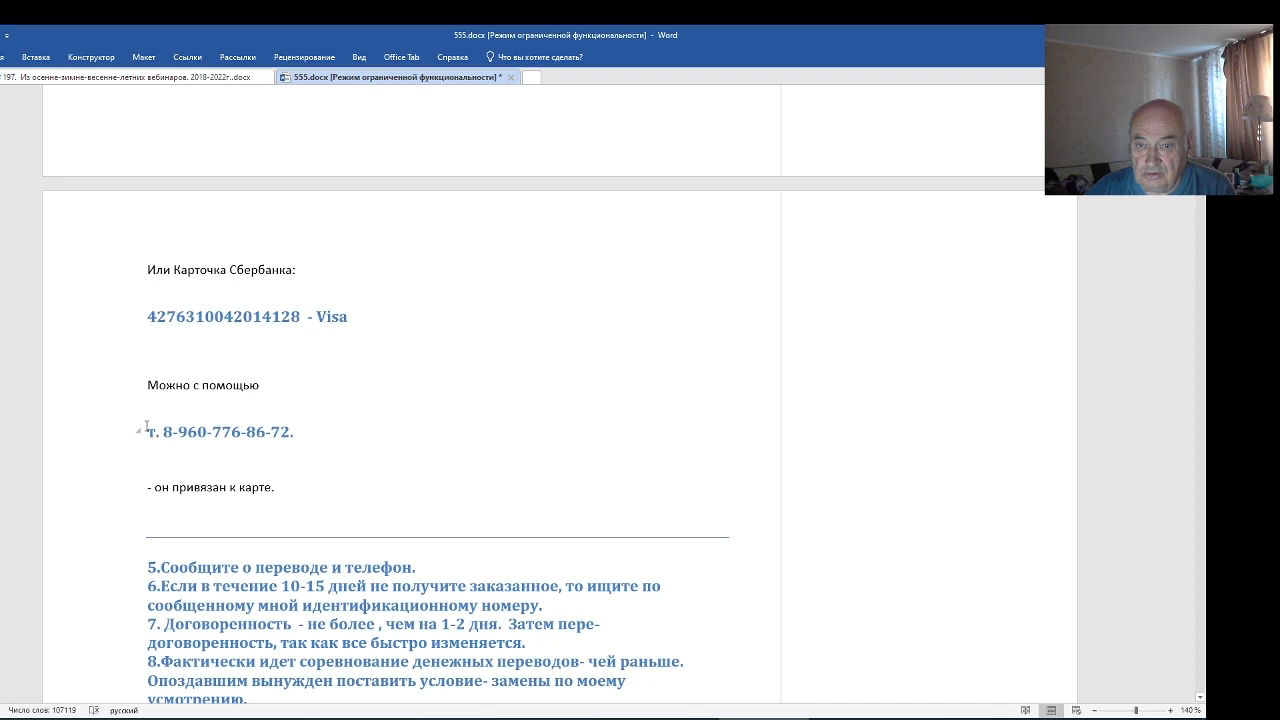 555.docx [Режим ограниченной функциональности] - Word
Вставка Конструктор Макет Ссылки Рассылки Рецензирование Вид Office Tab Справка Что вы хотите сделать?
197. Из осенне-зимне-весенне-летних вебинаров. 2018-2022г..docx 555.docx [Режим ограниченной функциональности] *
Или Карточка Сбербанка:
4276310042014128 - Visa
Можно с помощью
т. 8-960-776-86-72.
- он привязан к карте.
5.Сообщите о переводе и телефон.
6.Если в течение 10-15 дней не получите заказанное, то ищите по
сообщенному мной идентификационному номеру.
7. Договоренность - не более , чем на 1-2 дня. Затем пере-
договоренность, так как все быстро изменяется.
8.Фактически идет соревнование денежных переводов- чей раньше.
Опоздавшим вынужден поставить условие- замены по моему
усмотрению.
Число слов: 107119 русский 140 %